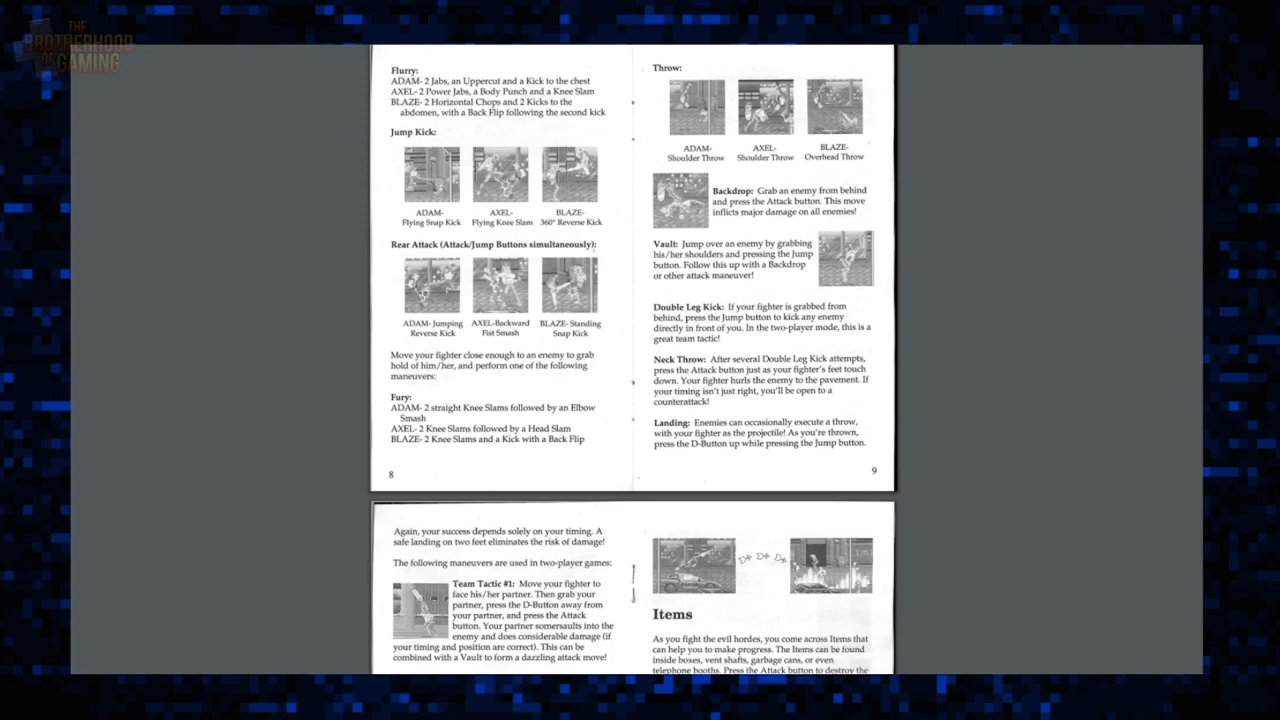 THE
BROTHERHOOD
OF
GAMING
Flurry:
ADAM- 2 Jabs, an Uppercut and a Kick to the chest
AXEL- 2 Power Jabs, a Body Punch and a Knee Slam
BLAZE- 2 Horizontal Chops and 2 Kicks to the
abdomen, with a Back Flip following the second kick
Jump Kick:
ADAM-
Flying Snap Kick
AXEL-
Flying Knee Slam
BLAZE-
360° Reverse Kick
Rear Attack (Attack/Jump Buttons simultaneously):
ADAM- Jumping
Reverse Kick
AXEL-Backward
Fist Smash
BLAZE- Standing
Snap Kick
Move your fighter close enough to an enemy to grab
hold of him/her, and perform one of the following
maneuvers:
Fury:
ADAM- 2 straight Knee Slams followed by an Elbow
Smash
AXEL- 2 Knee Slams followed by a Head Slam
BLAZE- 2 Knee Slams and a Kick with a Back Flip
8
Throw:
ADAM-
Shoulder Throw
AXEL-
Shoulder Throw
BLAZE-
Overhead Throw
Backdrop: Grab an enemy from behind
and press the Attack button. This move
inflicts major damage on all enemies!
Vault: Jump over an enemy by grabbing
his/her shoulders and pressing the Jump
button. Follow this up with a Backdrop
or other attack maneuver!
Double Leg Kick: If your fighter is grabbed from
behind, press the Jump button to kick any enemy
directly in front of you. In the two-player mode, this is a
great team tactic!
Neck Throw: After several Double Leg Kick attempts,
press the Attack button just as your fighter's feet touch
down. Your fighter hurls the enemy to the pavement. If
your timing isn't just right, you'll be open to a
counterattack!
Landing: Enemies can occasionally execute a throw,
with your fighter as the projectile! As you're thrown,
press the D-Button up while pressing the Jump button.
9
Again, your success depends solely on your timing. A
safe landing on two feet eliminates the risk of damage!
The following maneuvers are used in two-player games:
Team Tactic #1: Move your fighter to
face his/her partner. Then grab your
partner, press the D-Button away from
your partner, and press the Attack
button. Your partner somersaults into the
enemy and does considerable damage (if
your timing and position are correct). This can be
combined with a Vault to form a dazzling attack move!
Items
As you fight the evil hordes, you come across Items that
can help you to make progress. The Items can be found
inside boxes, vent shafts, garbage cans, or even
telephone booths. Press the Attack button to destroy the